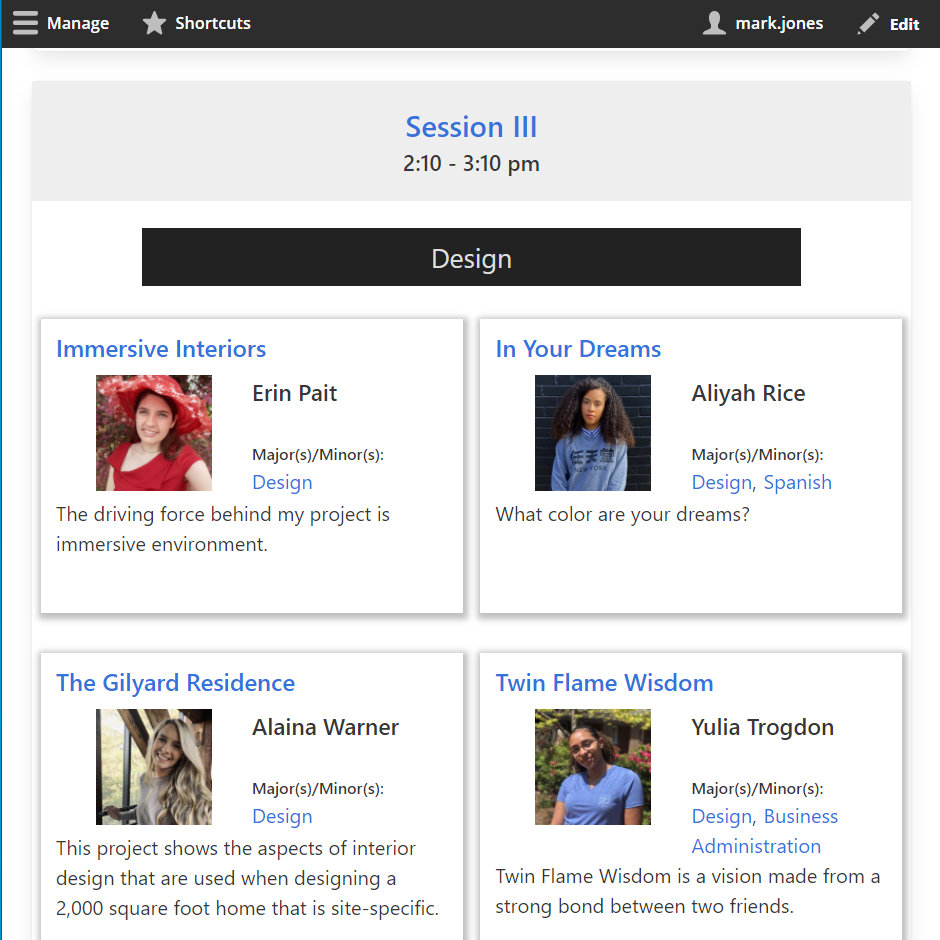 Manage
Shortcuts
mark.jones
Edit
Session III
2:10 - 3:10 pm
Design
Immersive Interiors
Erin Pait
Major(s)/Minor(s):
Design
The driving force behind my project is
immersive environment.
In Your Dreams
任天堂
NEW YORK
Aliyah Rice
Major(s)/Minor(s):
Design, Spanish
What color are your dreams?
The Gilyard Residence
Alaina Warner
Major(s)/Minor(s):
Design
This project shows the aspects of interior
design that are used when designing a
2,000 square foot home that is site-specific.
Twin Flame Wisdom
Yulia Trogdon
Major(s)/Minor(s):
Design, Business
Administration
Twin Flame Wisdom is a vision made from a
strong bond between two friends.